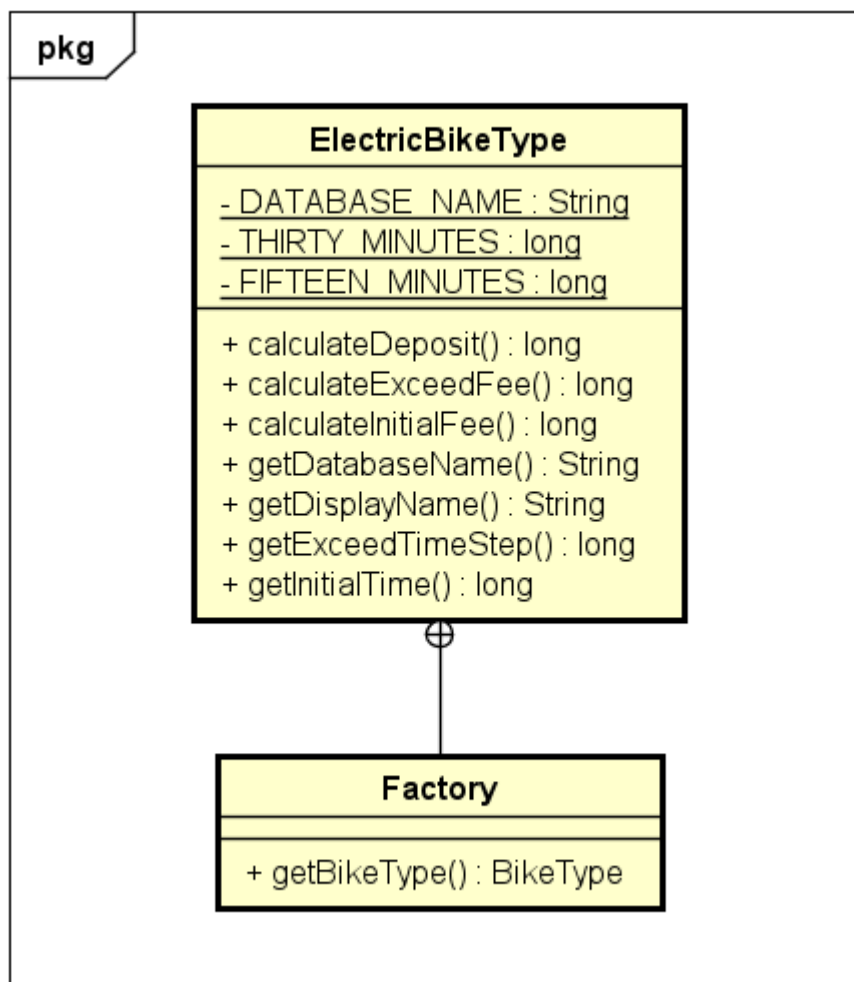 pkg
ElectricBikeType
- DATABASE_NAME : String
- THIRTY_MINUTES : long
- FIFTEEN_MINUTES : long
+ calculateDeposit() : long
+ calculateExceedFee() : long
+ calculateInitialFee() : long
+ getDatabaseName() : String
+ getDisplayName() : String
+ getExceedTimeStep() : long
+ getInitialTime() : long
Factory
+ getBikeType() : BikeType